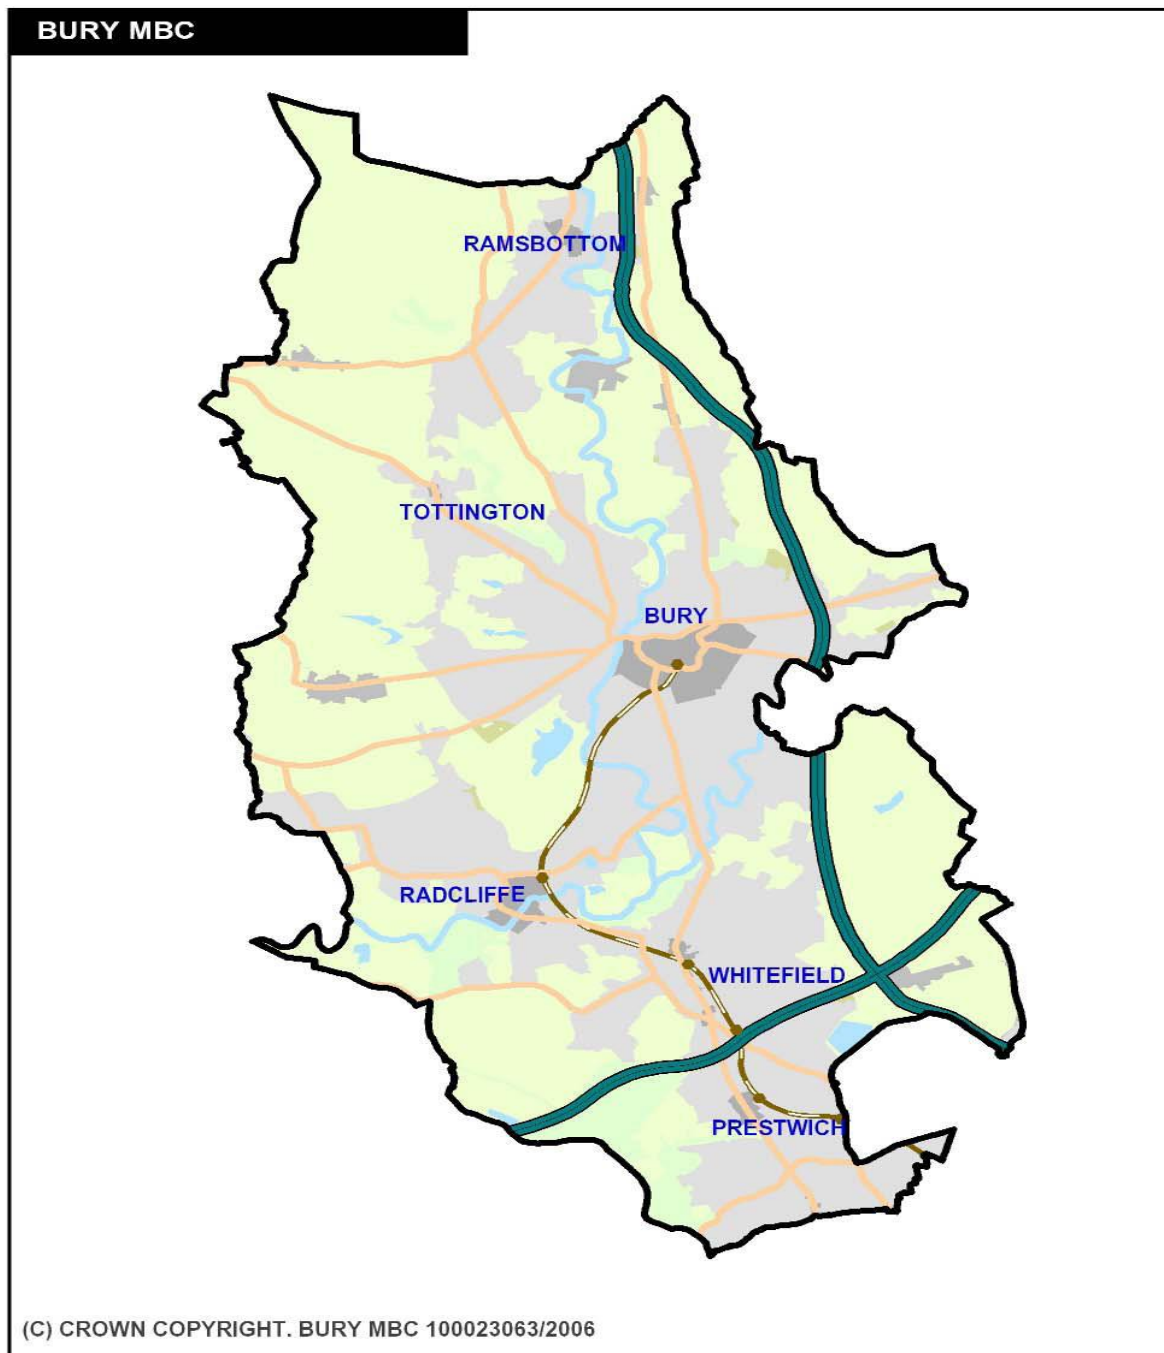 BURY MBC
RAMSBOTTOM
TOTTINGTON
BURY
RADCLIFFE
WHITEFIELD
PRESTWICH
(C) CROWN COPYRIGHT. BURY MBC 100023063/2006